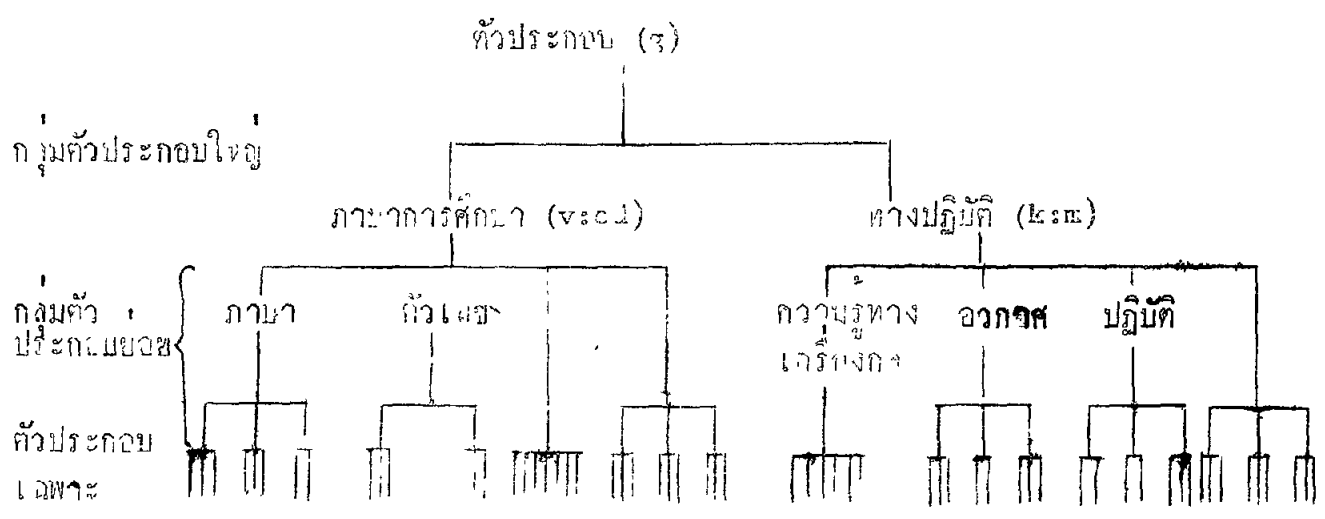 ตัวประกอบ (g)
กลุ่มตัวประกอบใหญ่
ภาษาการศึกษา (v:ed)
ทางปฏิบัติ (k:m)
กลุ่มตัว
ประกอบย่อย
ภาษา
ตัวเลข
ความรู้ทาง
เครื่องกล
อวกาศ
ปฏิบัติ
ตัวประกอบ
เฉพาะ